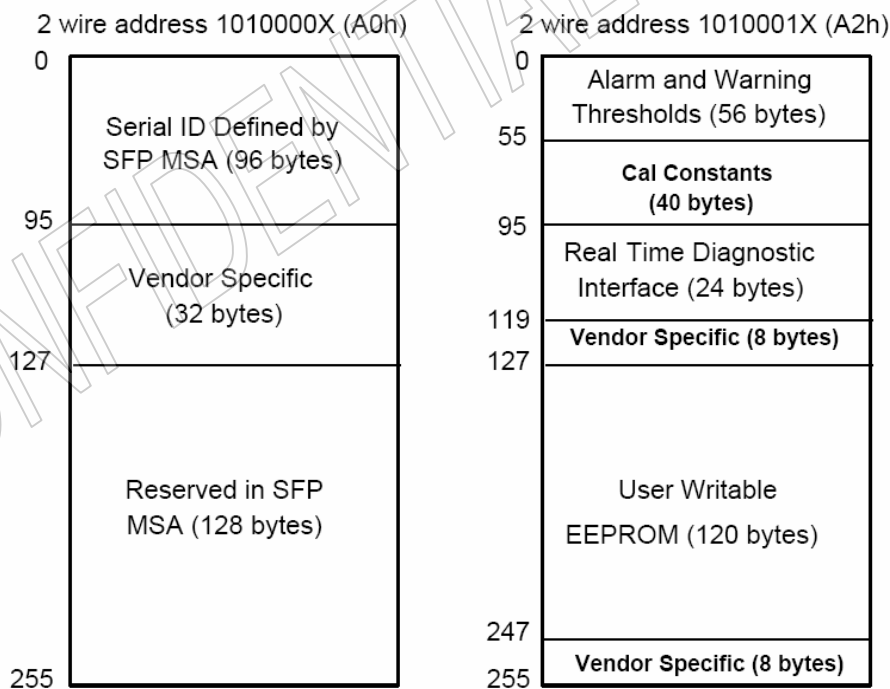 2 wire address 1010000X (A0h)
0
Serial ID Defined by
SFP MSA (96 bytes)
95
Vendor Specific
(32 bytes)
127
Reserved in SFP
MSA (128 bytes)
255
2 wire address 1010001X (A2h)
0
Alarm and Warning
Thresholds (56 bytes)
55
Cal Constants
(40 bytes)
95
Real Time Diagnostic
Interface (24 bytes)
119
Vendor Specific (8 bytes)
127
User Writable
EEPROM (120 bytes)
247
Vendor Specific (8 bytes)
255
ONFIDENTIAL